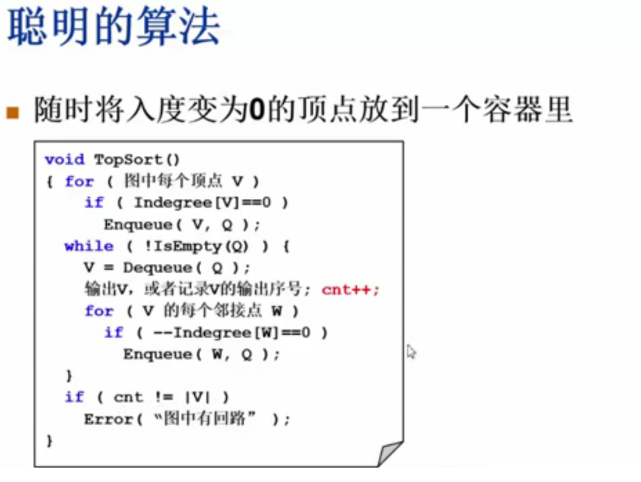 聪明的算法
随时将入度变为0的顶点放到一个容器里
void TopSort()
{ for ( 图中每个顶点 V )
if ( Indegree[V]==0 )
Enqueue( V, Q );
while ( !IsEmpty(Q) ) {
V = Dequeue( Q );
输出V，或者记录V的输出序号; cnt++;
for ( V 的每个邻接点 W )
if ( --Indegree[W]==0 )
Enqueue( W, Q );
}
if ( cnt != |V| )
Error( “图中有回路” );
}